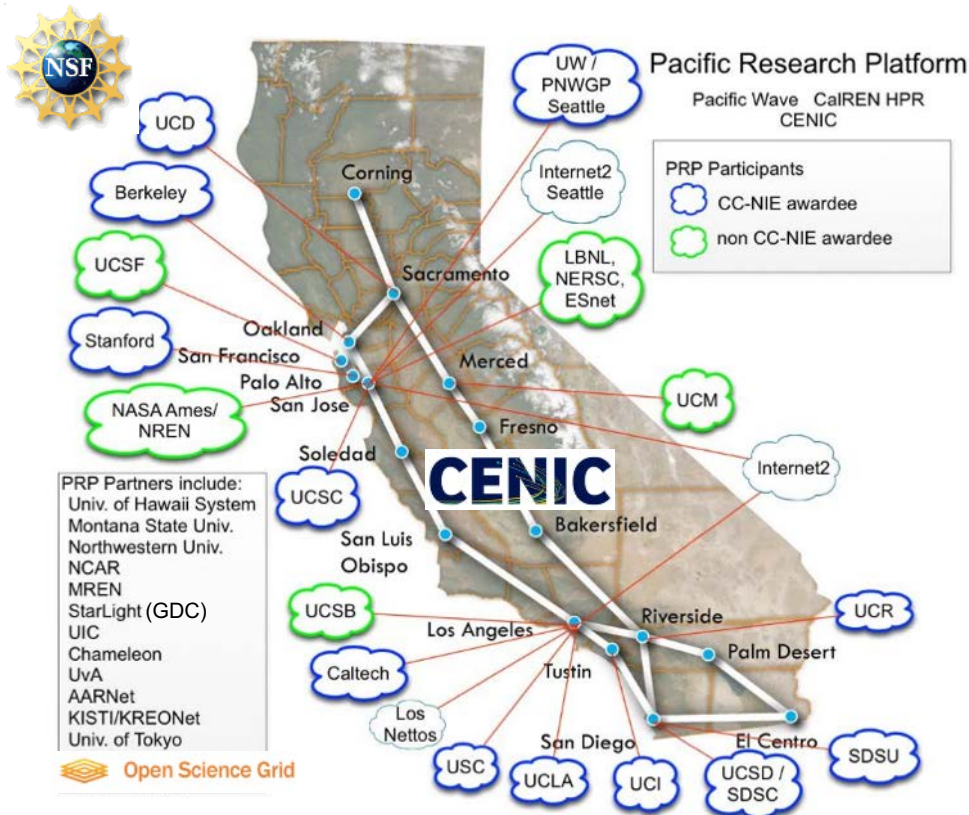 NSF
Pacific Research Platform
Pacific Wave CalREN HPR
CENIC
PRP Participants
CC-NIE awardee
non CC-NIE awardee
UW /
PNWGP
Seattle
UCD
Internet2
Seattle
Corning
Berkeley
LBNL,
NERSC,
ESnet
UCSF
Sacramento
Oakland
Stanford
San Francisco
Merced
Palo Alto
San Jose
UCM
NASA Ames/
NREN
Fresno
Soledad
Internet2
CENIC
UCSC
PRP Partners include:
Univ. of Hawaii System
Montana State Univ.
Northwestern Univ.
NCAR
MREN
StarLight (GDC)
UIC
Chameleon
UvA
AARNet
KISTI/KREONet
Univ. of Tokyo
Open Science Grid
San Luis
Obispo
Bakersfield
UCSB
Los Angeles
Riverside
UCR
Caltech
Tustin
Palm Desert
Los
Nettos
San Diego
El Centro
USC
UCLA
UCI
UCSD /
SDSC
SDSU